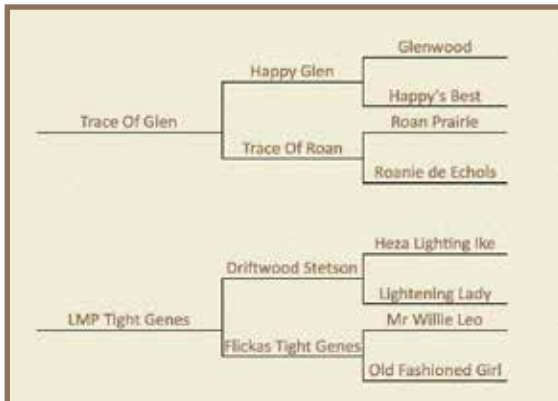 Glenwood
Happy Glen
Happy's Best
Trace Of Glen
Roan Prairie
Trace Of Roan
Roanie de Echols
Heza Lighting Ike
Driftwood Stetson
Lightening Lady
LMP Tight Genes
Mr Willie Leo
Flickas Tight Genes
Old Fashioned Girl